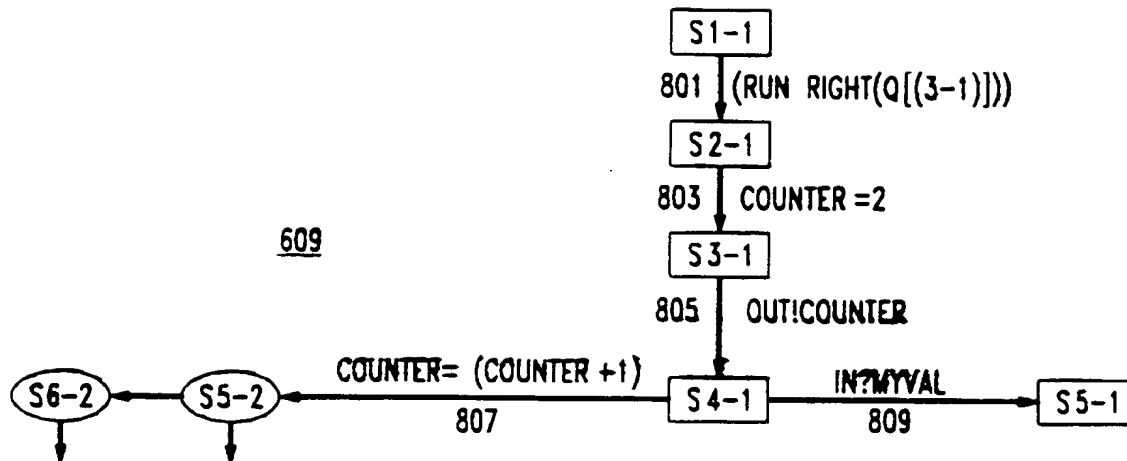 S1-1
801 (RUN RIGHT(Q[(3-1)]))
S2-1
803 COUNTER =2
609
S3-1
805 OUT!COUNTER
COUNTER= (COUNTER +1)
IN?MYVAL
S6-2
S5-2
S4-1
S5-1
807
809